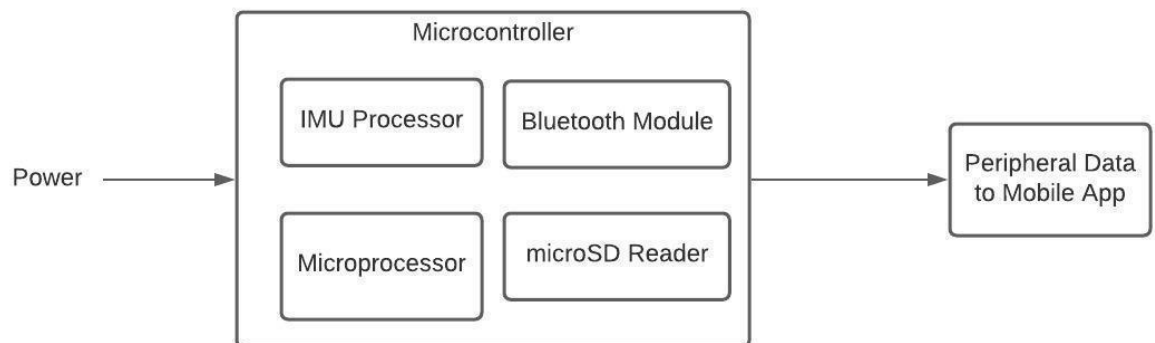 Microcontroller
IMU Processor
Bluetooth Module
Power
Peripheral Data
to Mobile App
Microprocessor
microSD Reader